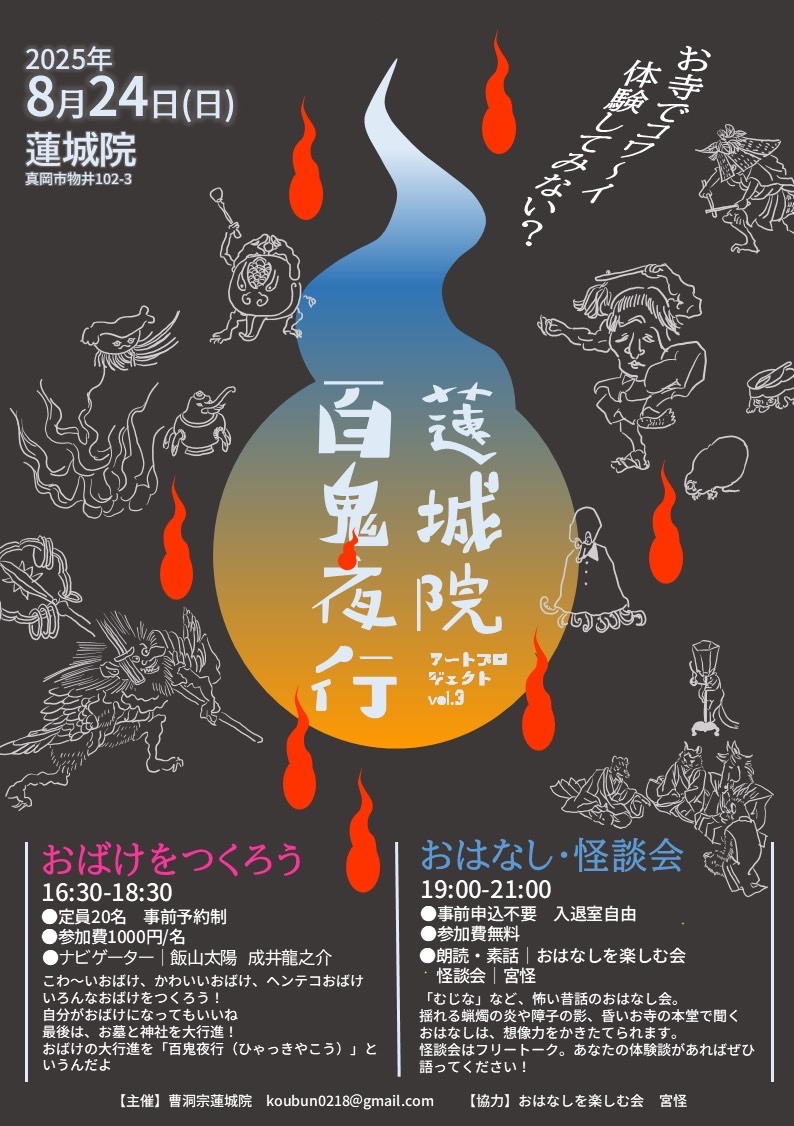 2025年
8月24日(日)
蓮城院
真岡市物井102-3
お寺でコワ〜イ
体験してみない？
蓮城院
アートプロ
ジェクト
vol.3
百鬼夜行
おばけをつくろう
16:30-18:30
●定員20名　事前予約制
●参加費1000円/名
●ナビゲーター｜飯山太陽　成井龍之介
こわ〜いおばけ、かわいいおばけ、ヘンテコおばけ
いろんなおばけをつくろう！
自分がおばけになってもいいね
最後は、お墓と神社を大行進！
おばけの大行進を「百鬼夜行（ひゃっきやこう）」と
いうんだよ
おはなし・怪談会
19:00-21:00
●事前申込不要　入退室自由
●参加費無料
●朗読・素話｜おはなしを楽しむ会
怪談会｜宮怪
「むじな」など、怖い昔話のおはなし会。
揺れる蝋燭の炎や障子の影、昏いお寺の本堂で聞く
おはなしは、想像力をかきたてられます。
怪談会はフリートーク。あなたの体験談があればぜひ
語ってください！
【主催】曹洞宗蓮城院　koubun0218@gmail.com　【協力】おはなしを楽しむ会　宮怪